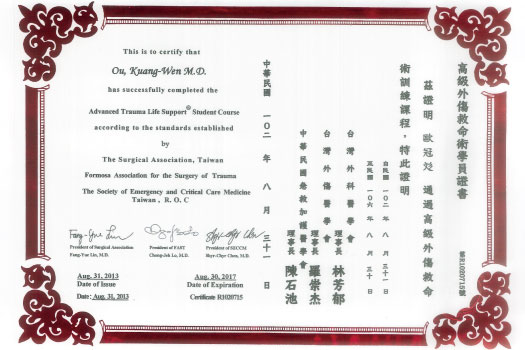 This is to certify that
Ou, Kuang-Wen M.D.
has successfully completed the
Advanced Trauma Life Support® Student Course
according to the standards established
by
The Surgical Association, Taiwan
Formosa Association for the Surgery of Trauma
The Society of Emergency and Critical Care Medicine
Taiwan, R.O.C
President of Surgical Association
Fang-Yue Lin, M.D.
President of FAST
Chong-Jeh Lo, M.D.
President of SECCM
Shyr-Chyr Chen, M.D.
Aug. 31, 2013
Date of Issue
Date: Aug. 31, 2013
Aug. 30, 2017
Date of Expiration
Certificate R1020715
高級外傷救命術學員證書
第R1020715號
茲證明 歐冠 通過高級外傷救命
術訓練課程，特此證明
自民國 一〇二 年 八 月 三十一 日
至民國 一〇六 年 八 月 三十 日
台灣外科醫學會
理事長 林芳郁
台灣外傷醫學會
理事長 羅崇杰
中華民國急救加護醫學會
理事長 陳石池
中華民國 一〇二 年 八 月 三十一 日